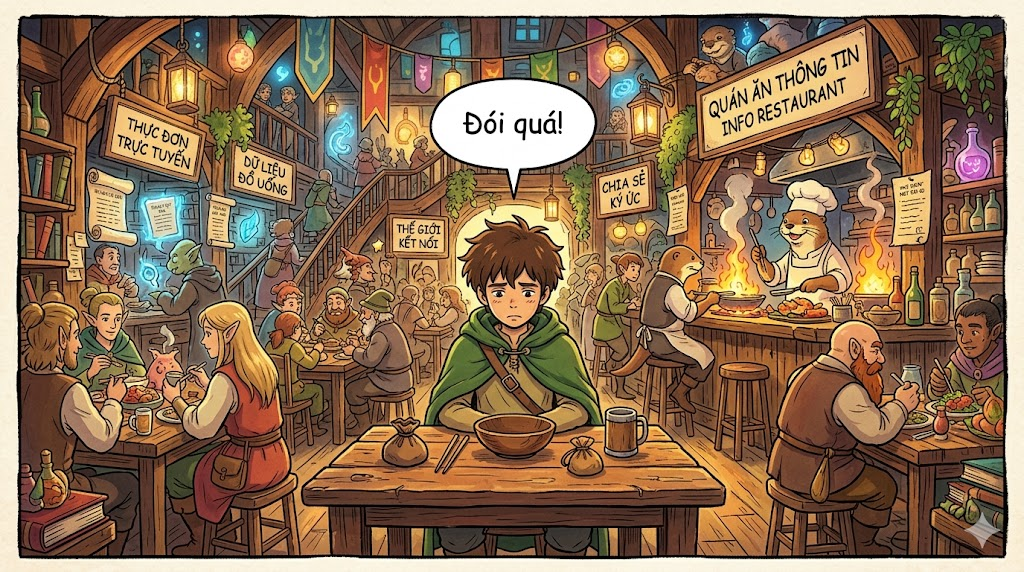 Đói quá!
QUÁN ĂN THÔNG TIN
INFO RESTAURANT
THỰC ĐƠN
TRỰC TUYẾN
DỮ LIỆU
ĐỒ UỐNG
THẾ GIỚI
KẾT NỐI
CHIA SẺ
KÝ ỨC